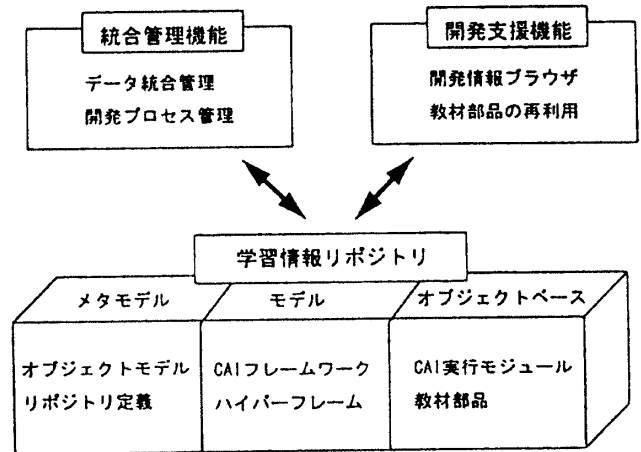 統合管理機能
データ統合管理
開発プロセス管理
開発支援機能
開発情報ブラウザ
教材部品の再利用
学習情報リポジトリ
メタモデル
モデル
オブジェクトベース
オブジェクトモデル
リポジトリ定義
CAIフレームワーク
ハイパーフレーム
CAI実行モジュール
教材部品